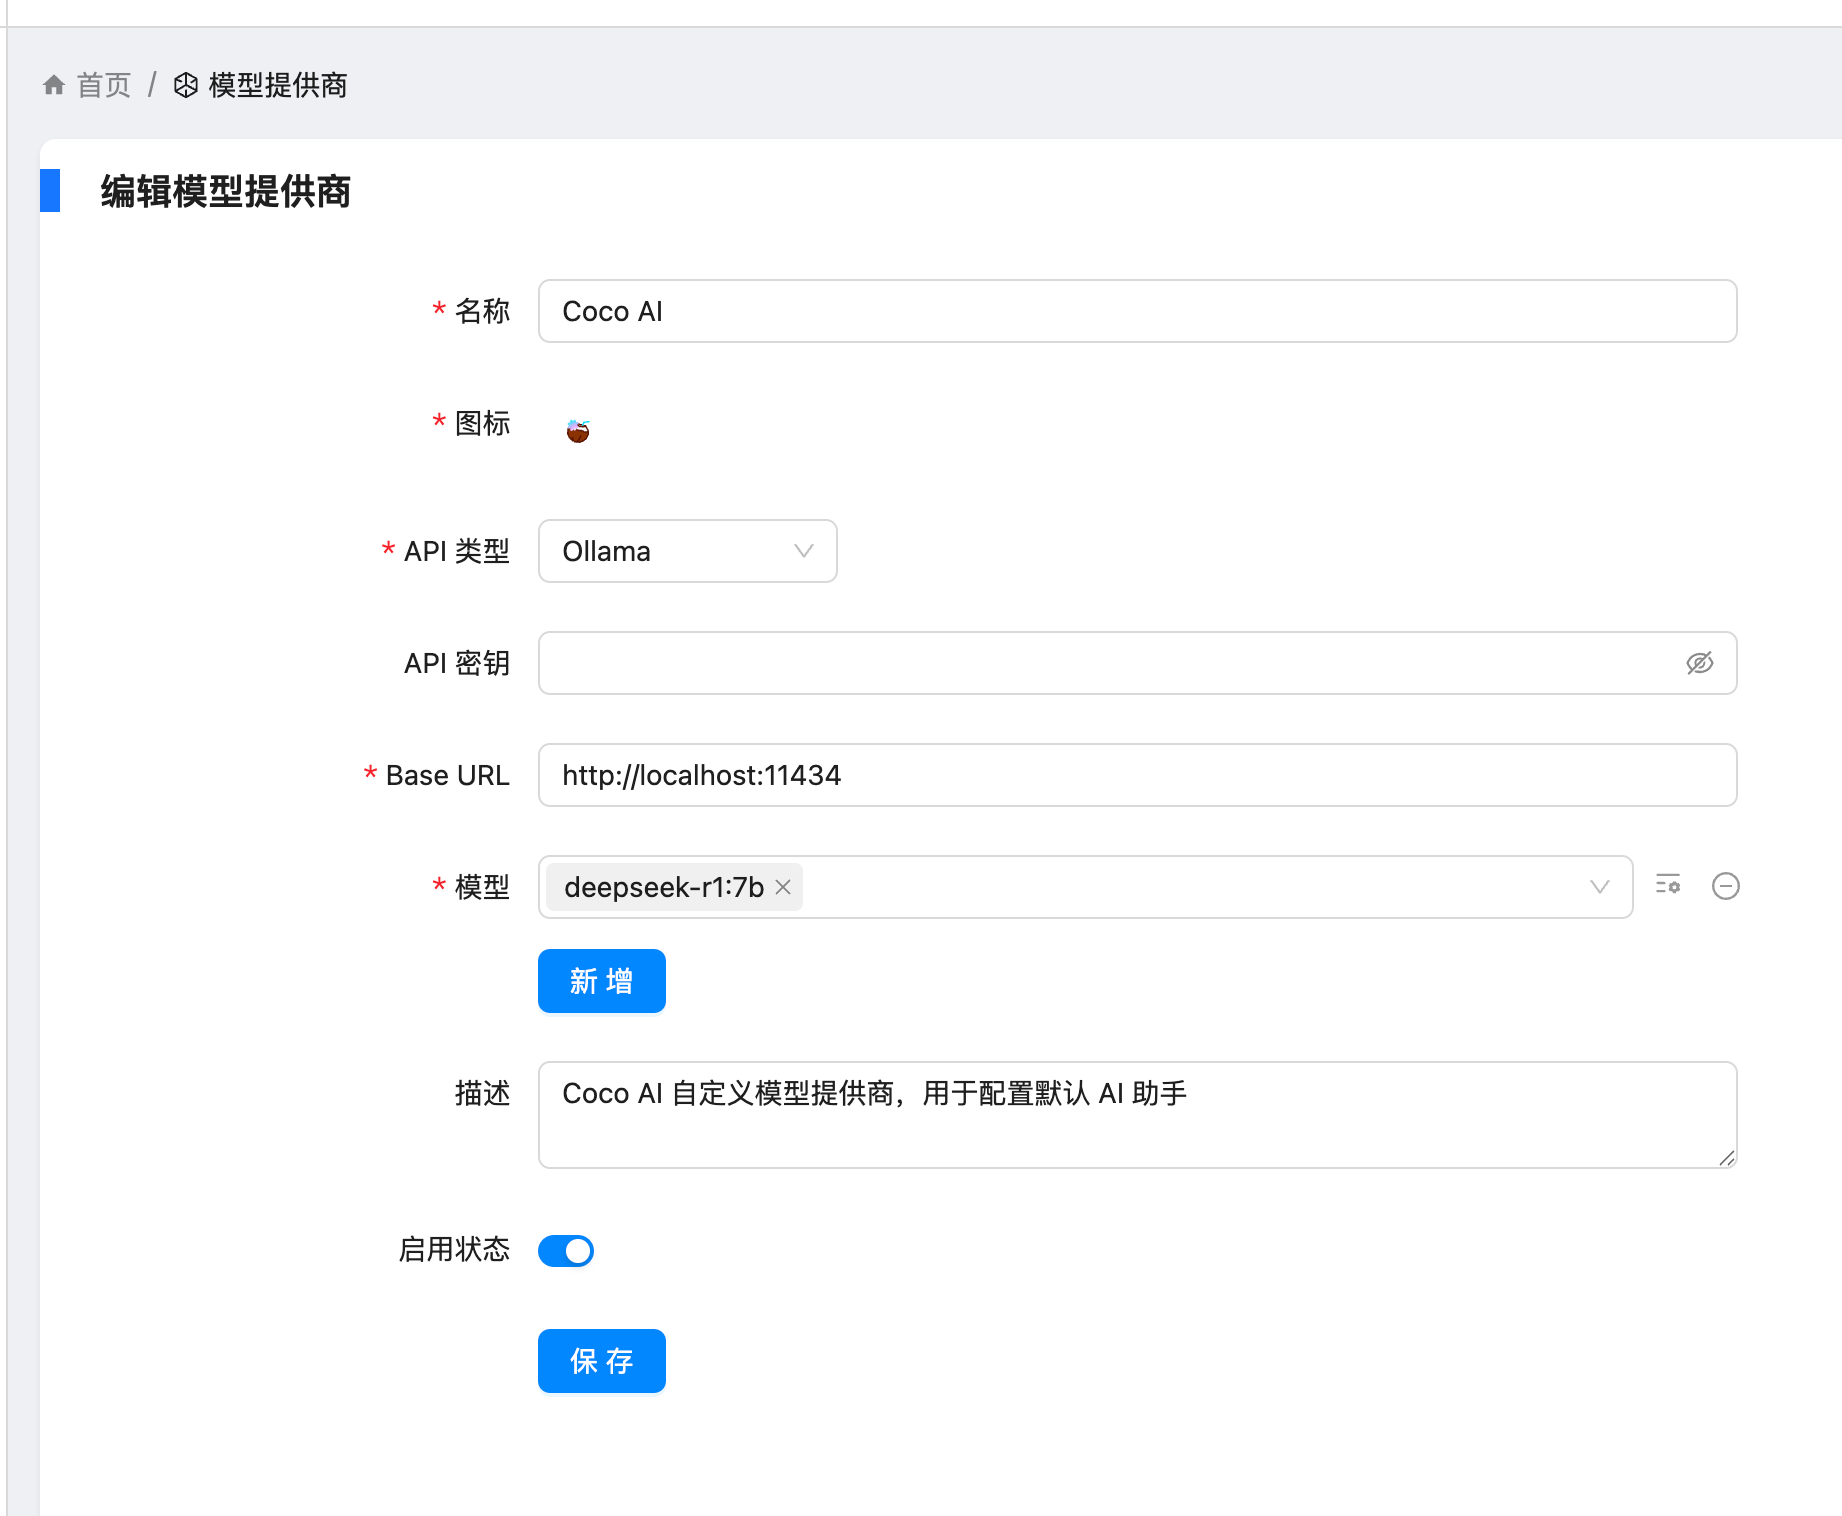 首页 / 模型提供商
编辑模型提供商
* 名称 Coco AI
* 图标
* API 类型 Ollama
API 密钥
* Base URL http://localhost:11434
* 模型 deepseek-r1:7b
新增
描述 Coco AI 自定义模型提供商，用于配置默认 AI 助手
启用状态
保存